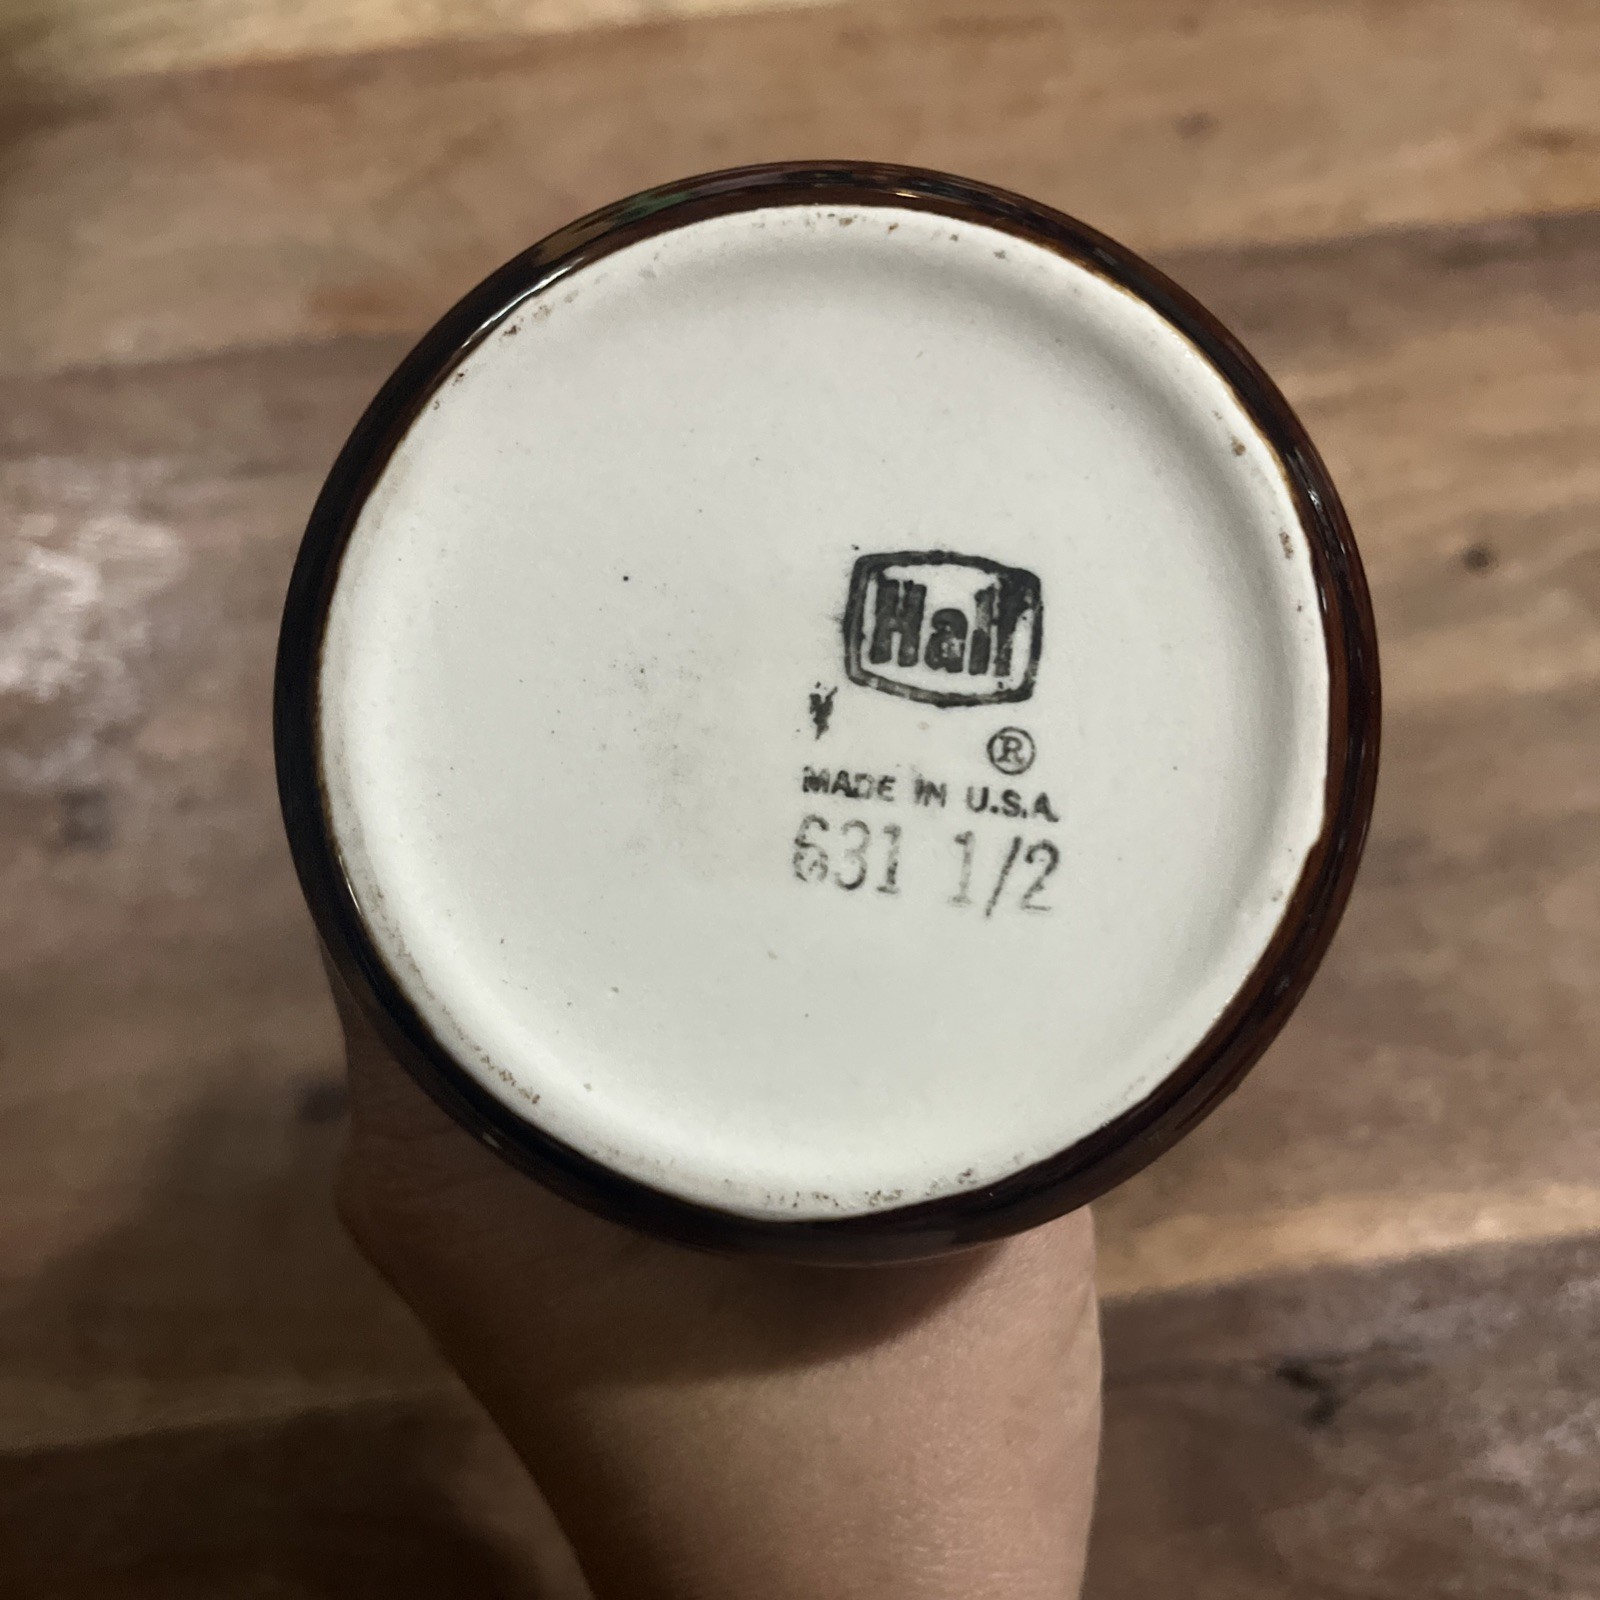 Hall
®
MADE IN U.S.A.
631 1/2